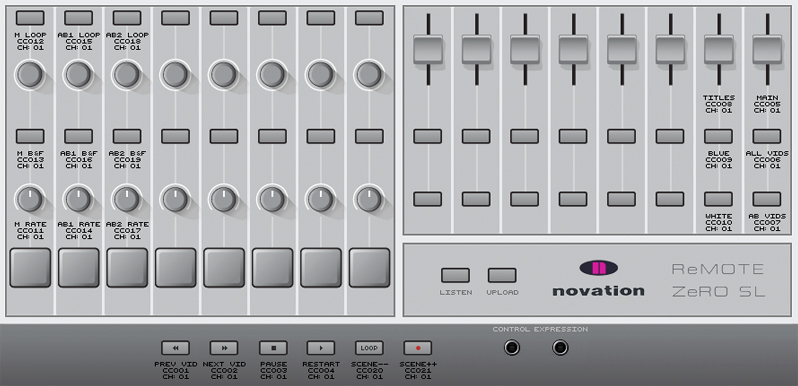 M LOOP
CC012
CH: 01
AB1 LOOP
CC015
CH: 01
AB2 LOOP
CC018
CH: 01
M B&F
CC013
CH: 01
AB1 B&F
CC016
CH: 01
AB2 B&F
CC019
CH: 01
M RATE
CC011
CH: 01
AB1 RATE
CC014
CH: 01
AB2 RATE
CC017
CH: 01
TITLES
CC008
CH: 01
MAIN
CC005
CH: 01
BLUE
CC009
CH: 01
ALL VIDS
CC006
CH: 01
WHITE
CC010
CH: 01
AB VIDS
CC007
CH: 01
LISTEN
UPLOAD
novation
ReMOTE
ZeRO SL
CONTROL EXPRESSION
LOOP
PREV VID
CC001
CH: 01
NEXT VID
CC002
CH: 01
PAUSE
CC003
CH: 01
RESTART
CC004
CH: 01
SCENE--
CC020
CH: 01
SCENE++
CC021
CH: 01